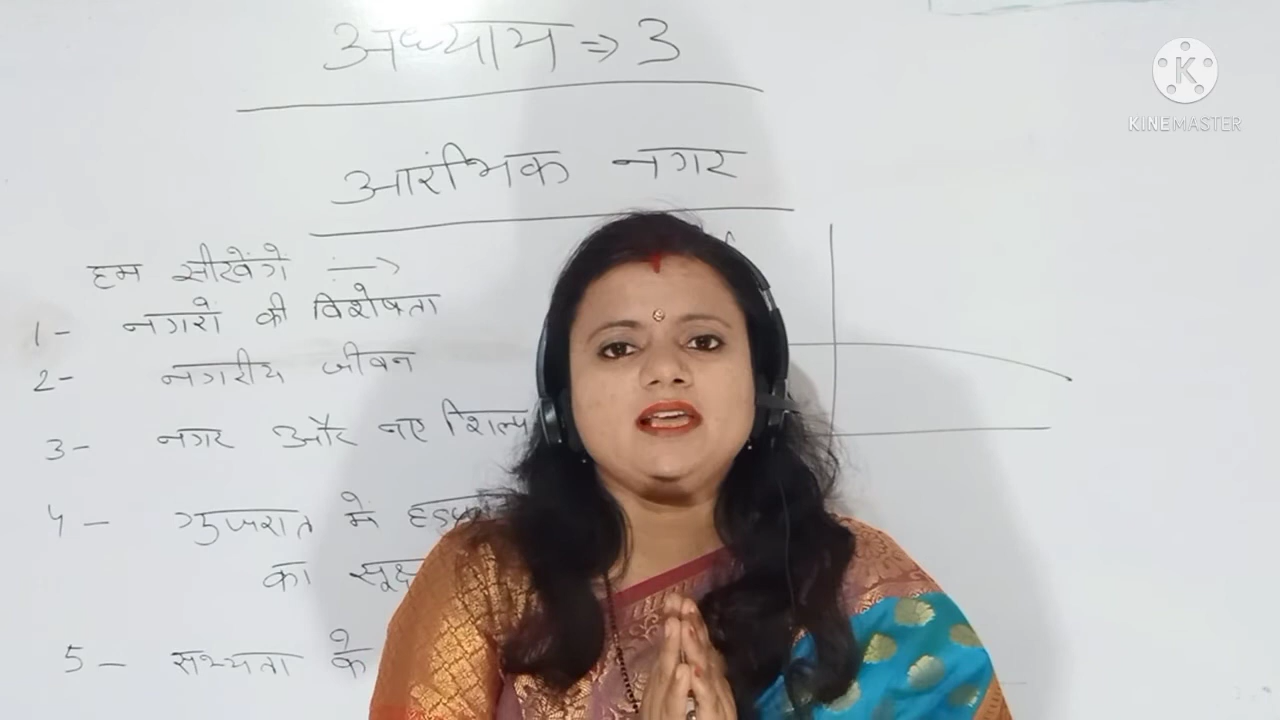 अध्याय ⇒ 3
आरंभिक नगर
हम सीखेंगे ÷→
1- नगरों की विशेषता
2- नगरीय जीवन
3- नगर और नए शिल्प
4- गुजरात में
का
5- सभ्यता के
KINEMASTER